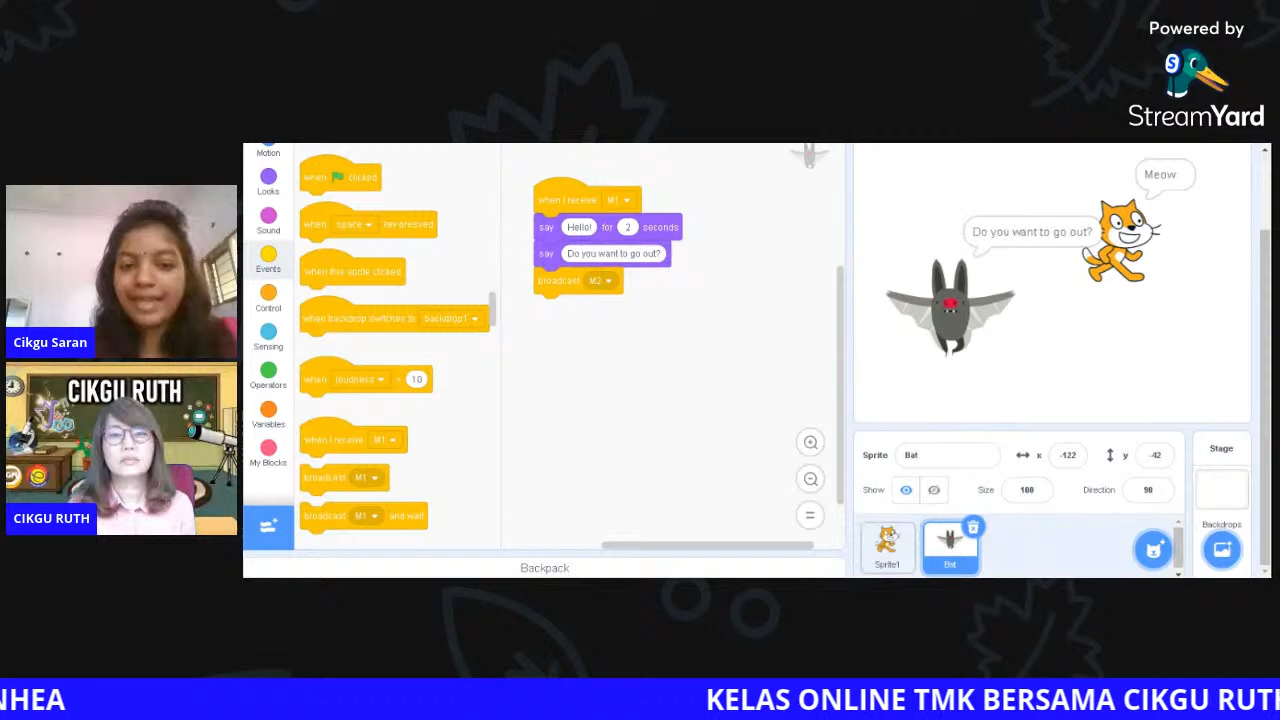 Powered by
StreamYard
Cikgu Saran
CIKGU RUTH
CIKGU RUTH
Motion
Looks
Sound
Events
Control
Sensing
Operators
Variables
My Blocks
when clicked
when space key pressed
when this sprite clicked
when backdrop switches to backdrop1
when loudness > 10
when I receive M1
broadcast M1
broadcast M1 and wait
when I receive M1
say Hello! for 2 seconds
say Do you want to go out?
broadcast M2
Backpack
Meow
Do you want to go out?
Sprite Bat x -122 y -42
Show Size 100 Direction 90
Sprite1
Bat
Stage
Backdrops
NHEA KELAS ONLINE TMK BERSAMA CIKGU RUTH